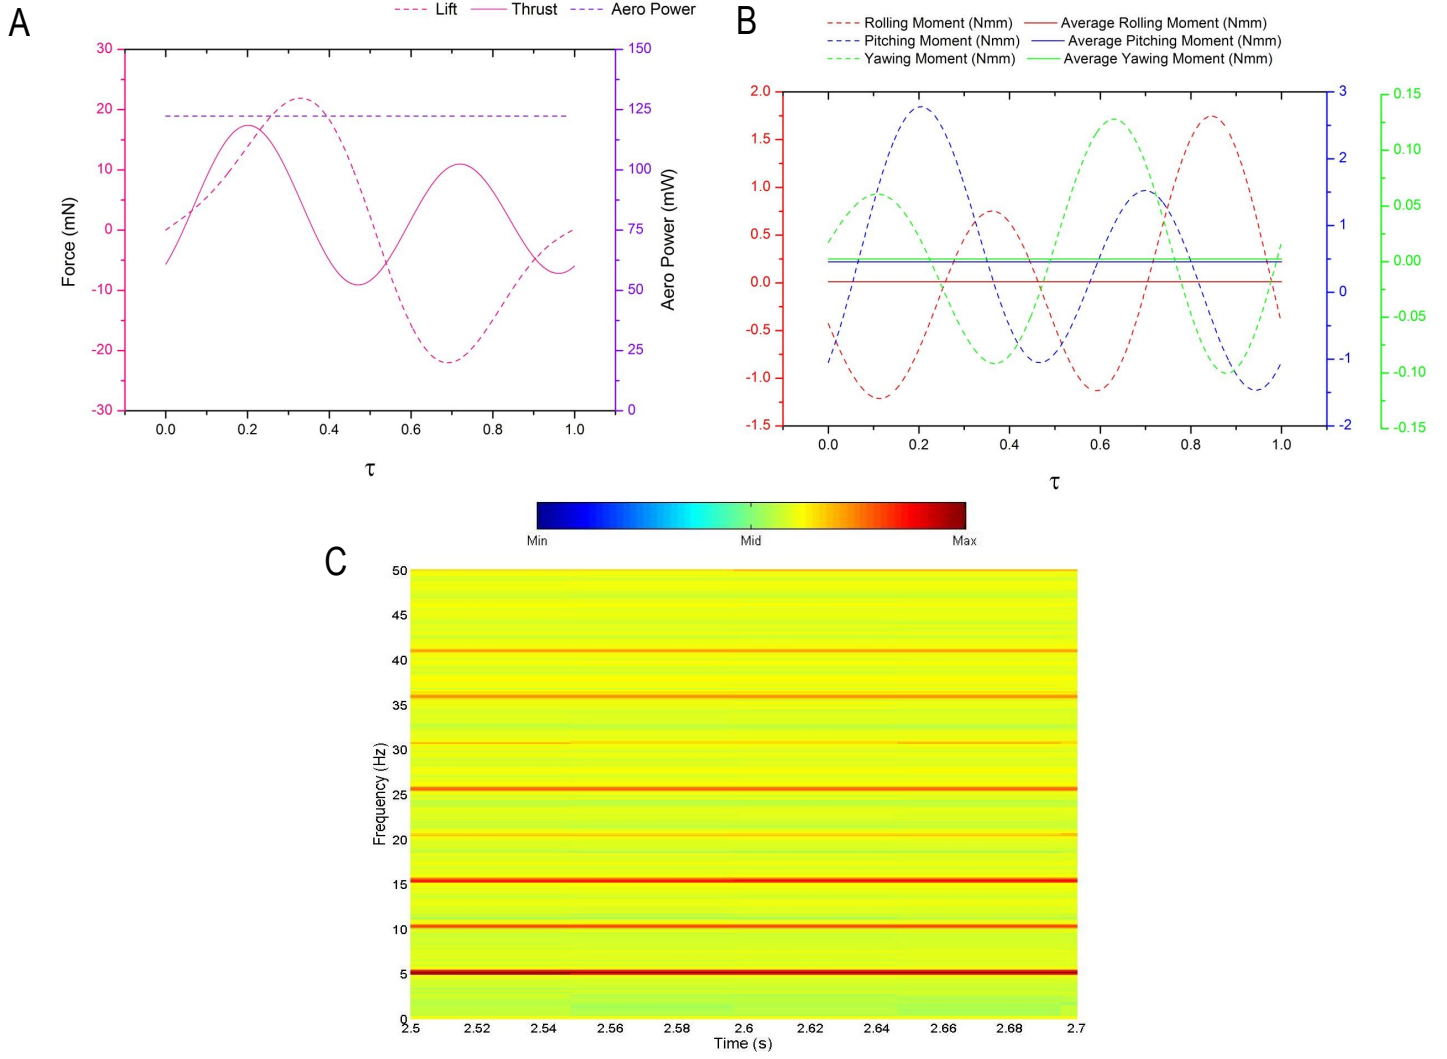 A
Lift Thrust Aero Power
30
20
10
0
-10
-20
-30
Force (mN)
150
125
100
75
50
25
0
Aero Power (mW)
0.0 0.2 0.4 0.6 0.8 1.0
τ
B
Rolling Moment (Nmm) Average Rolling Moment (Nmm)
Pitching Moment (Nmm) Average Pitching Moment (Nmm)
Yawing Moment (Nmm) Average Yawing Moment (Nmm)
2.0
1.5
1.0
0.5
0.0
-0.5
-1.0
-1.5
3
2
1
0
-1
-2
0.15
0.10
0.05
0.00
-0.05
-0.10
-0.15
0.0 0.2 0.4 0.6 0.8 1.0
τ
Min Mid Max
C
50
45
40
35
30
25
20
15
10
5
0
Frequency (Hz)
2.5 2.52 2.54 2.56 2.58 2.6 2.62 2.64 2.66 2.68 2.7
Time (s)